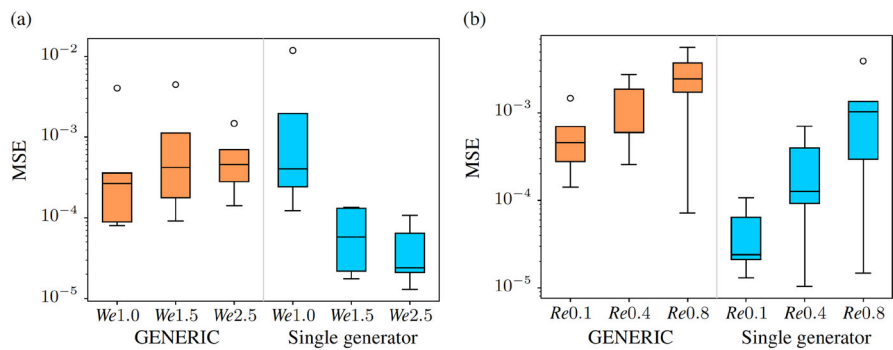 (a)
MSE
10⁻²
10⁻³
10⁻⁴
10⁻⁵
We1.0 We1.5 We2.5 We1.0 We1.5 We2.5
GENERIC Single generator
(b)
MSE
10⁻³
10⁻⁴
10⁻⁵
Re0.1 Re0.4 Re0.8 Re0.1 Re0.4 Re0.8
GENERIC Single generator